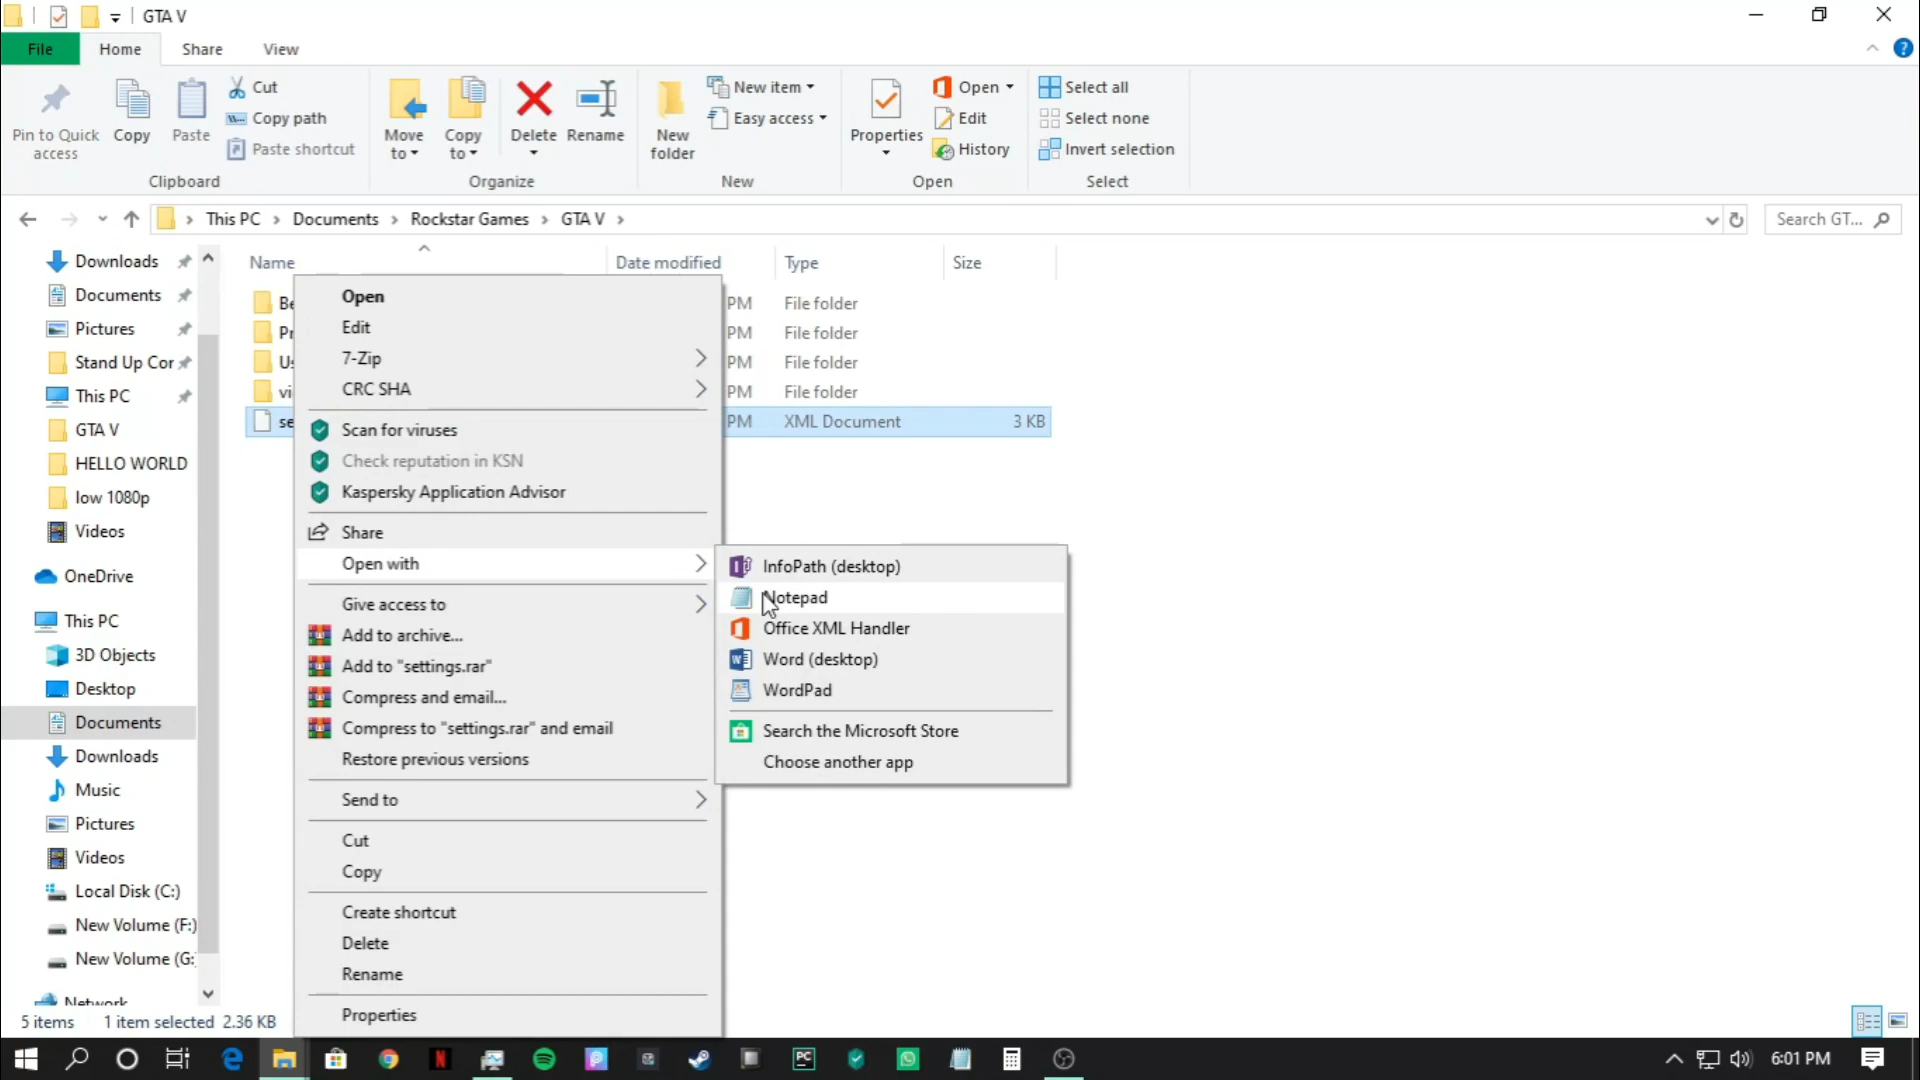 GTA V
File
Home
Share
View
Pin to Quick access
Copy
Paste
Cut
Copy path
Paste shortcut
Clipboard
Move to
Copy to
Delete
Rename
Organize
New folder
New item
Easy access
New
Properties
Open
Edit
History
Open
Select all
Select none
Invert selection
Select
This PC > Documents > Rockstar Games > GTA V >
Search GT...
Downloads
Documents
Pictures
Stand Up Cor
This PC
GTA V
HELLO WORLD
low 1080p
Videos
OneDrive
This PC
3D Objects
Desktop
Documents
Downloads
Music
Pictures
Videos
Local Disk (C:)
New Volume (F:)
New Volume (G:
Network
Name
Date modified
Type
Size
Be
PM
File folder
Pr
PM
File folder
Us
PM
File folder
vi
PM
File folder
se
PM
XML Document
3 KB
Open
Edit
7-Zip
CRC SHA
Scan for viruses
Check reputation in KSN
Kaspersky Application Advisor
Share
Open with
Give access to
Add to archive...
Add to "settings.rar"
Compress and email...
Compress to "settings.rar" and email
Restore previous versions
Send to
Cut
Copy
Create shortcut
Delete
Rename
Properties
InfoPath (desktop)
Notepad
Office XML Handler
Word (desktop)
WordPad
Search the Microsoft Store
Choose another app
5 items
1 item selected 2.36 KB
6:01 PM